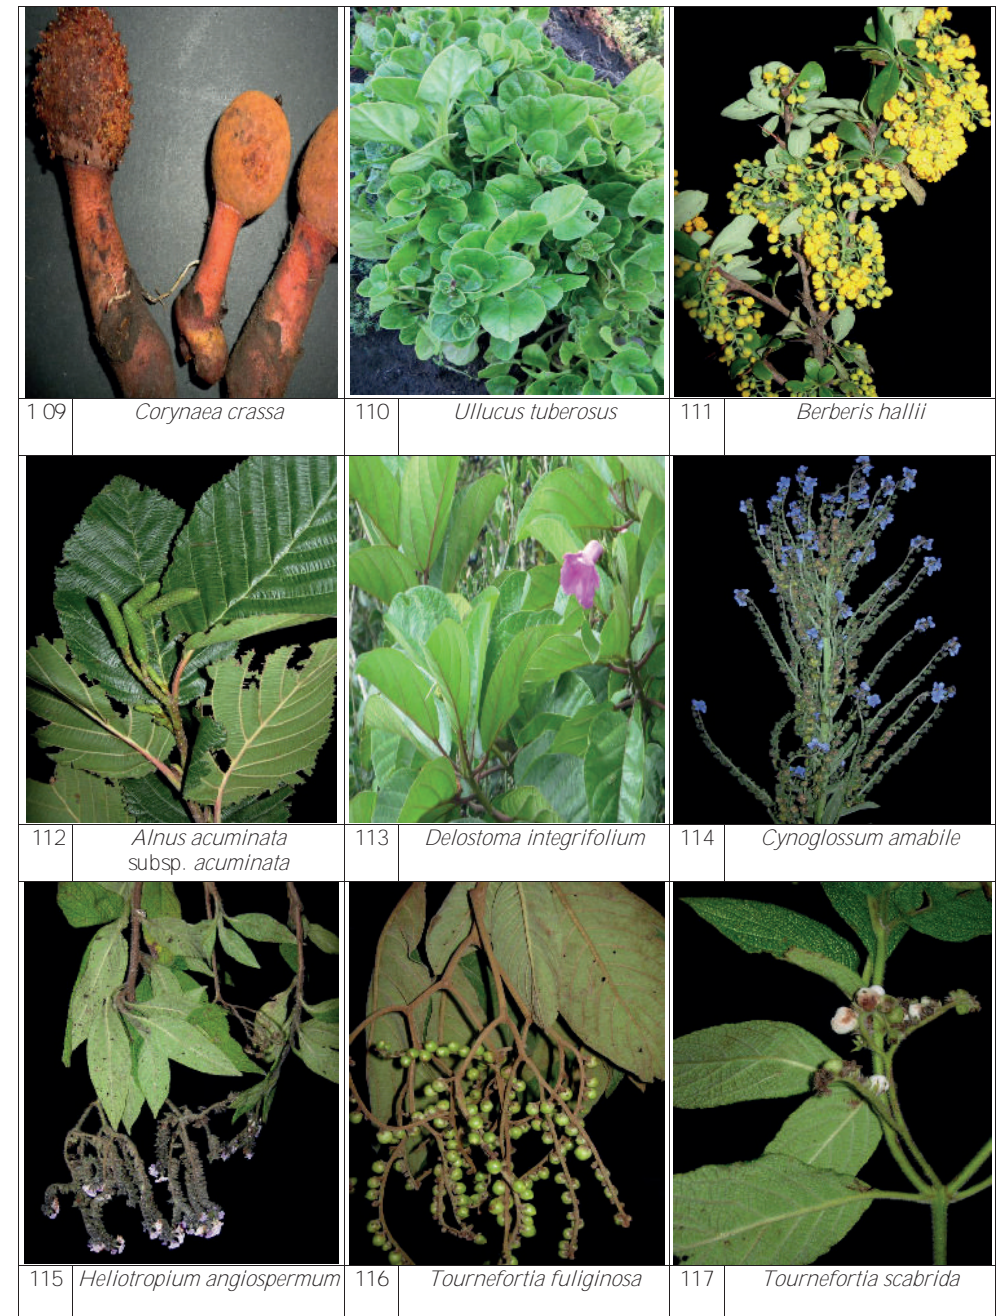 1 09 Corynaea crassa 110 Ullucus tuberosus 111 Berberis hallii
112 Alnus acuminata 113 Delostoma integrifolium 114 Cynoglossum amabile
subsp. acuminata
115 Heliotropium angiospermum 116 Tournefortia fuliginosa 117 Tournefortia scabrida